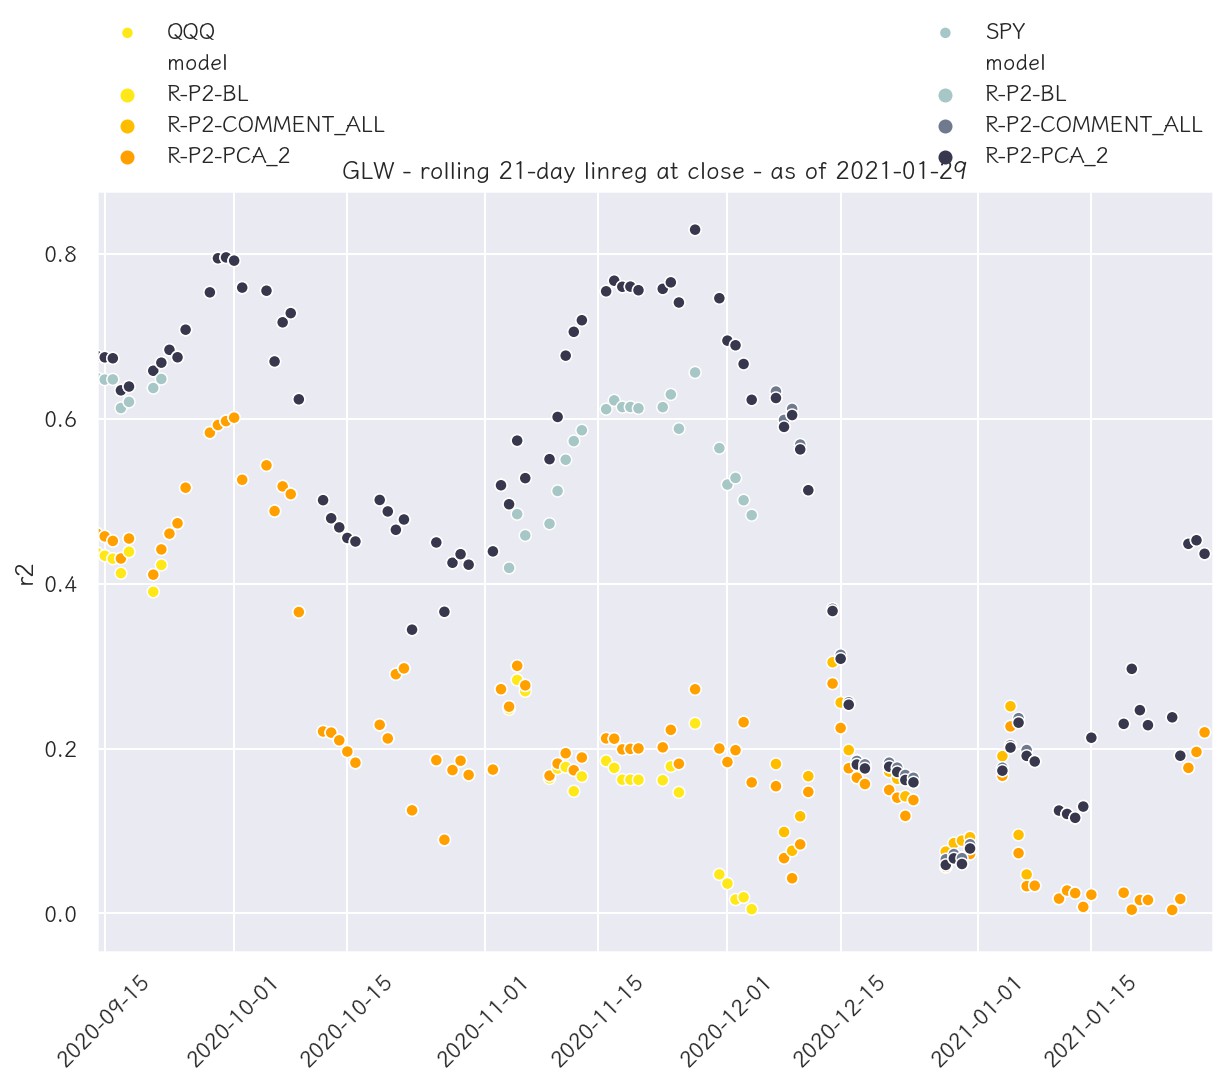 QQQ
model
R-P2-BL
R-P2-COMMENT_ALL
R-P2-PCA_2
SPY
model
R-P2-BL
R-P2-COMMENT_ALL
R-P2-PCA_2
GLW - rolling 21-day linreg at close - as of 2021-01-29
r2
0.8
0.6
0.4
0.2
0.0
2020-09-15
2020-10-01
2020-10-15
2020-11-01
2020-11-15
2020-12-01
2020-12-15
2021-01-01
2021-01-15